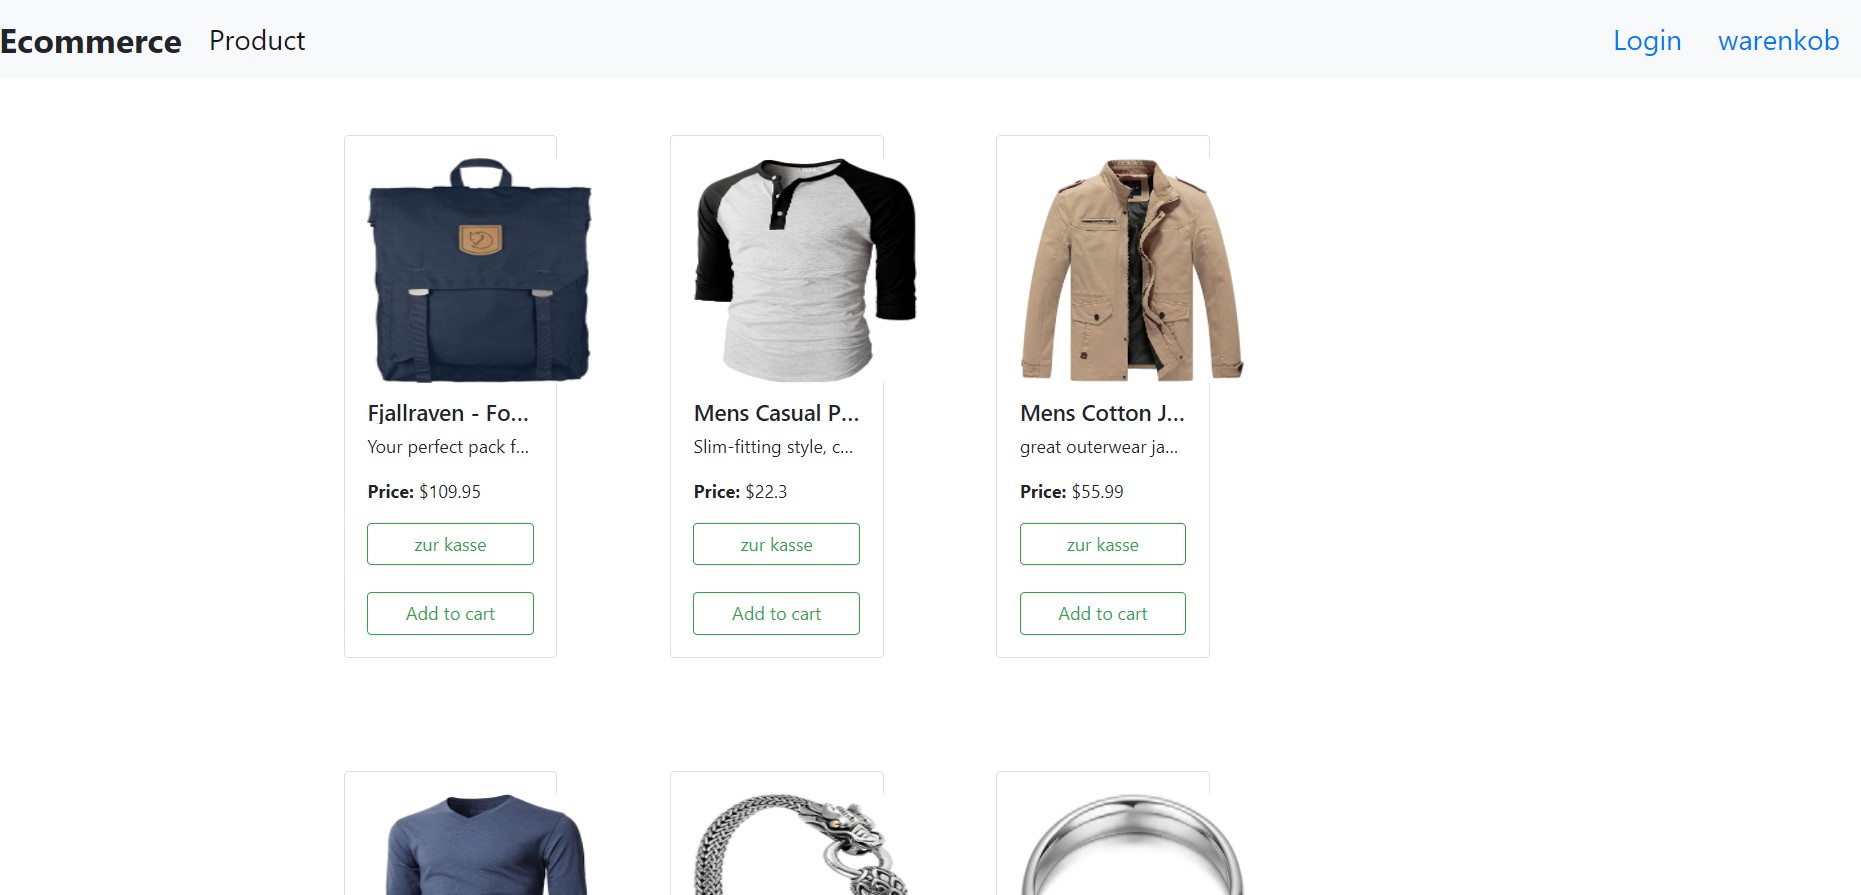 Ecommerce Product Login warenkob
Fjallraven - Fo... Mens Casual P... Mens Cotton J...
Your perfect pack f... Slim-fitting style, c... great outerwear ja...
Price: $109.95 Price: $22.3 Price: $55.99
zur kasse zur kasse zur kasse
Add to cart Add to cart Add to cart